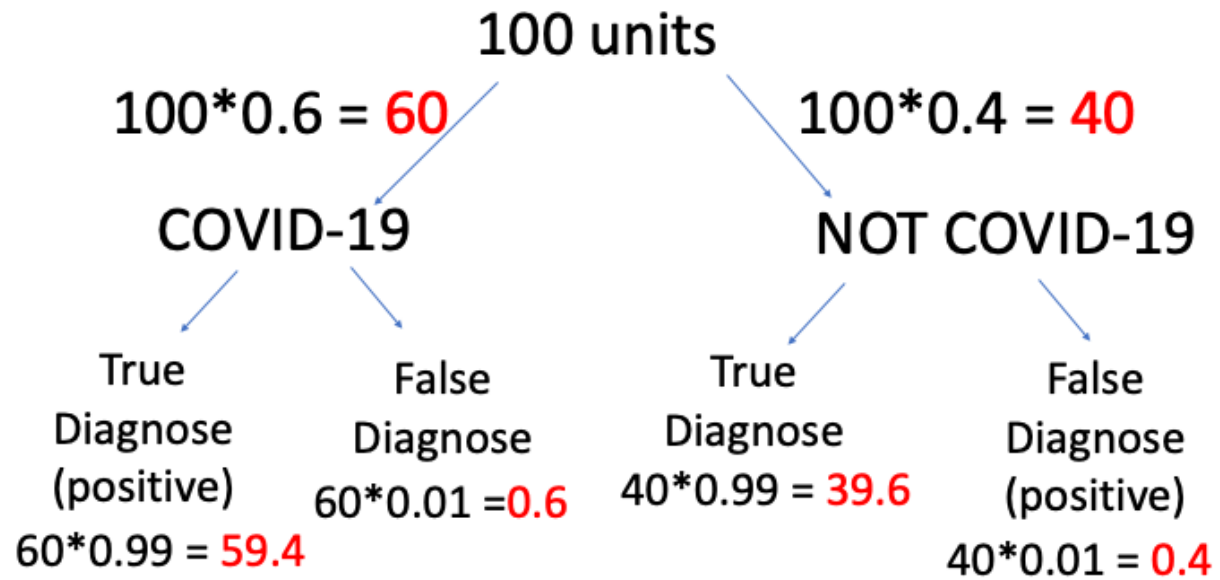 100 units
100*0.6 = 60
100*0.4 = 40
COVID-19
NOT COVID-19
True
Diagnose
(positive)
60*0.99 = 59.4
False
Diagnose
60*0.01 =0.6
True
Diagnose
40*0.99 = 39.6
False
Diagnose
(positive)
40*0.01 = 0.4